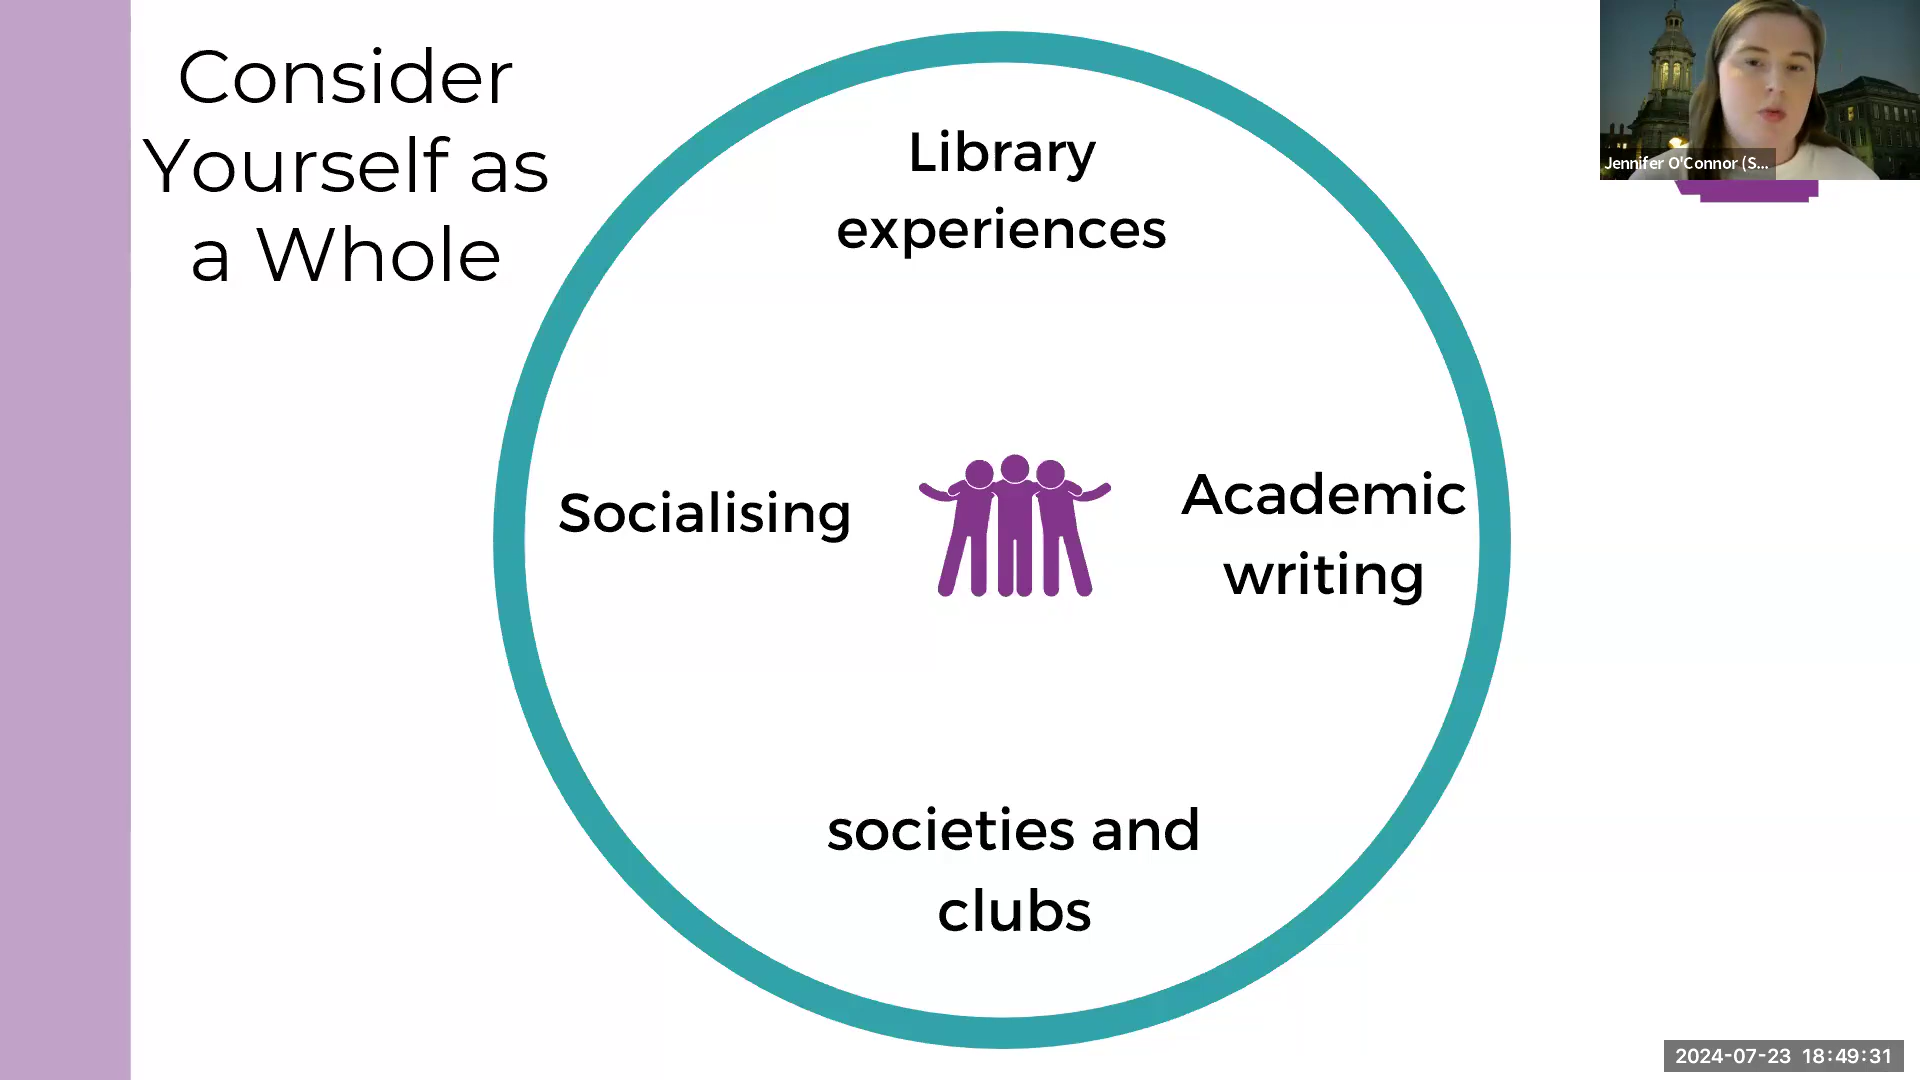 Consider
Yourself as
a Whole
Library
experiences
Socialising
Academic
writing
societies and
clubs
Jennifer O'Connor (S...
2024-07-23 18:49:31